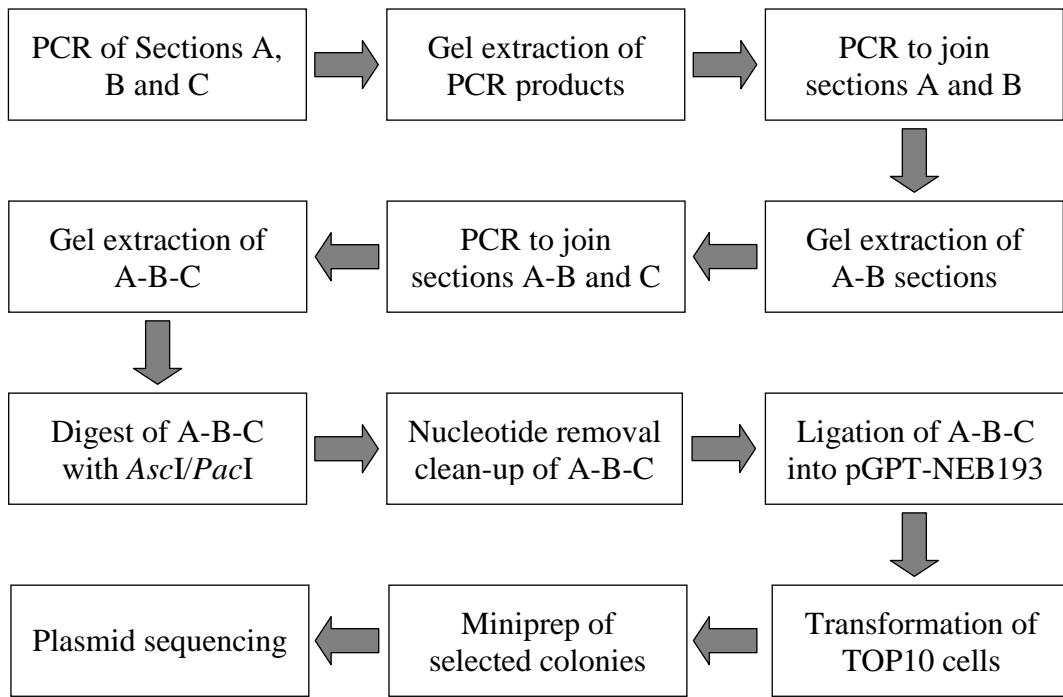 PCR of Sections A,
B and C
Gel extraction of
PCR products
PCR to join
sections A and B
Gel extraction of
A-B sections
PCR to join
sections A-B and C
Gel extraction of
A-B-C
Digest of A-B-C
with AscI/PacI
Nucleotide removal
clean-up of A-B-C
Ligation of A-B-C
into pGPT-NEB193
Transformation of
TOP10 cells
Miniprep of
selected colonies
Plasmid sequencing